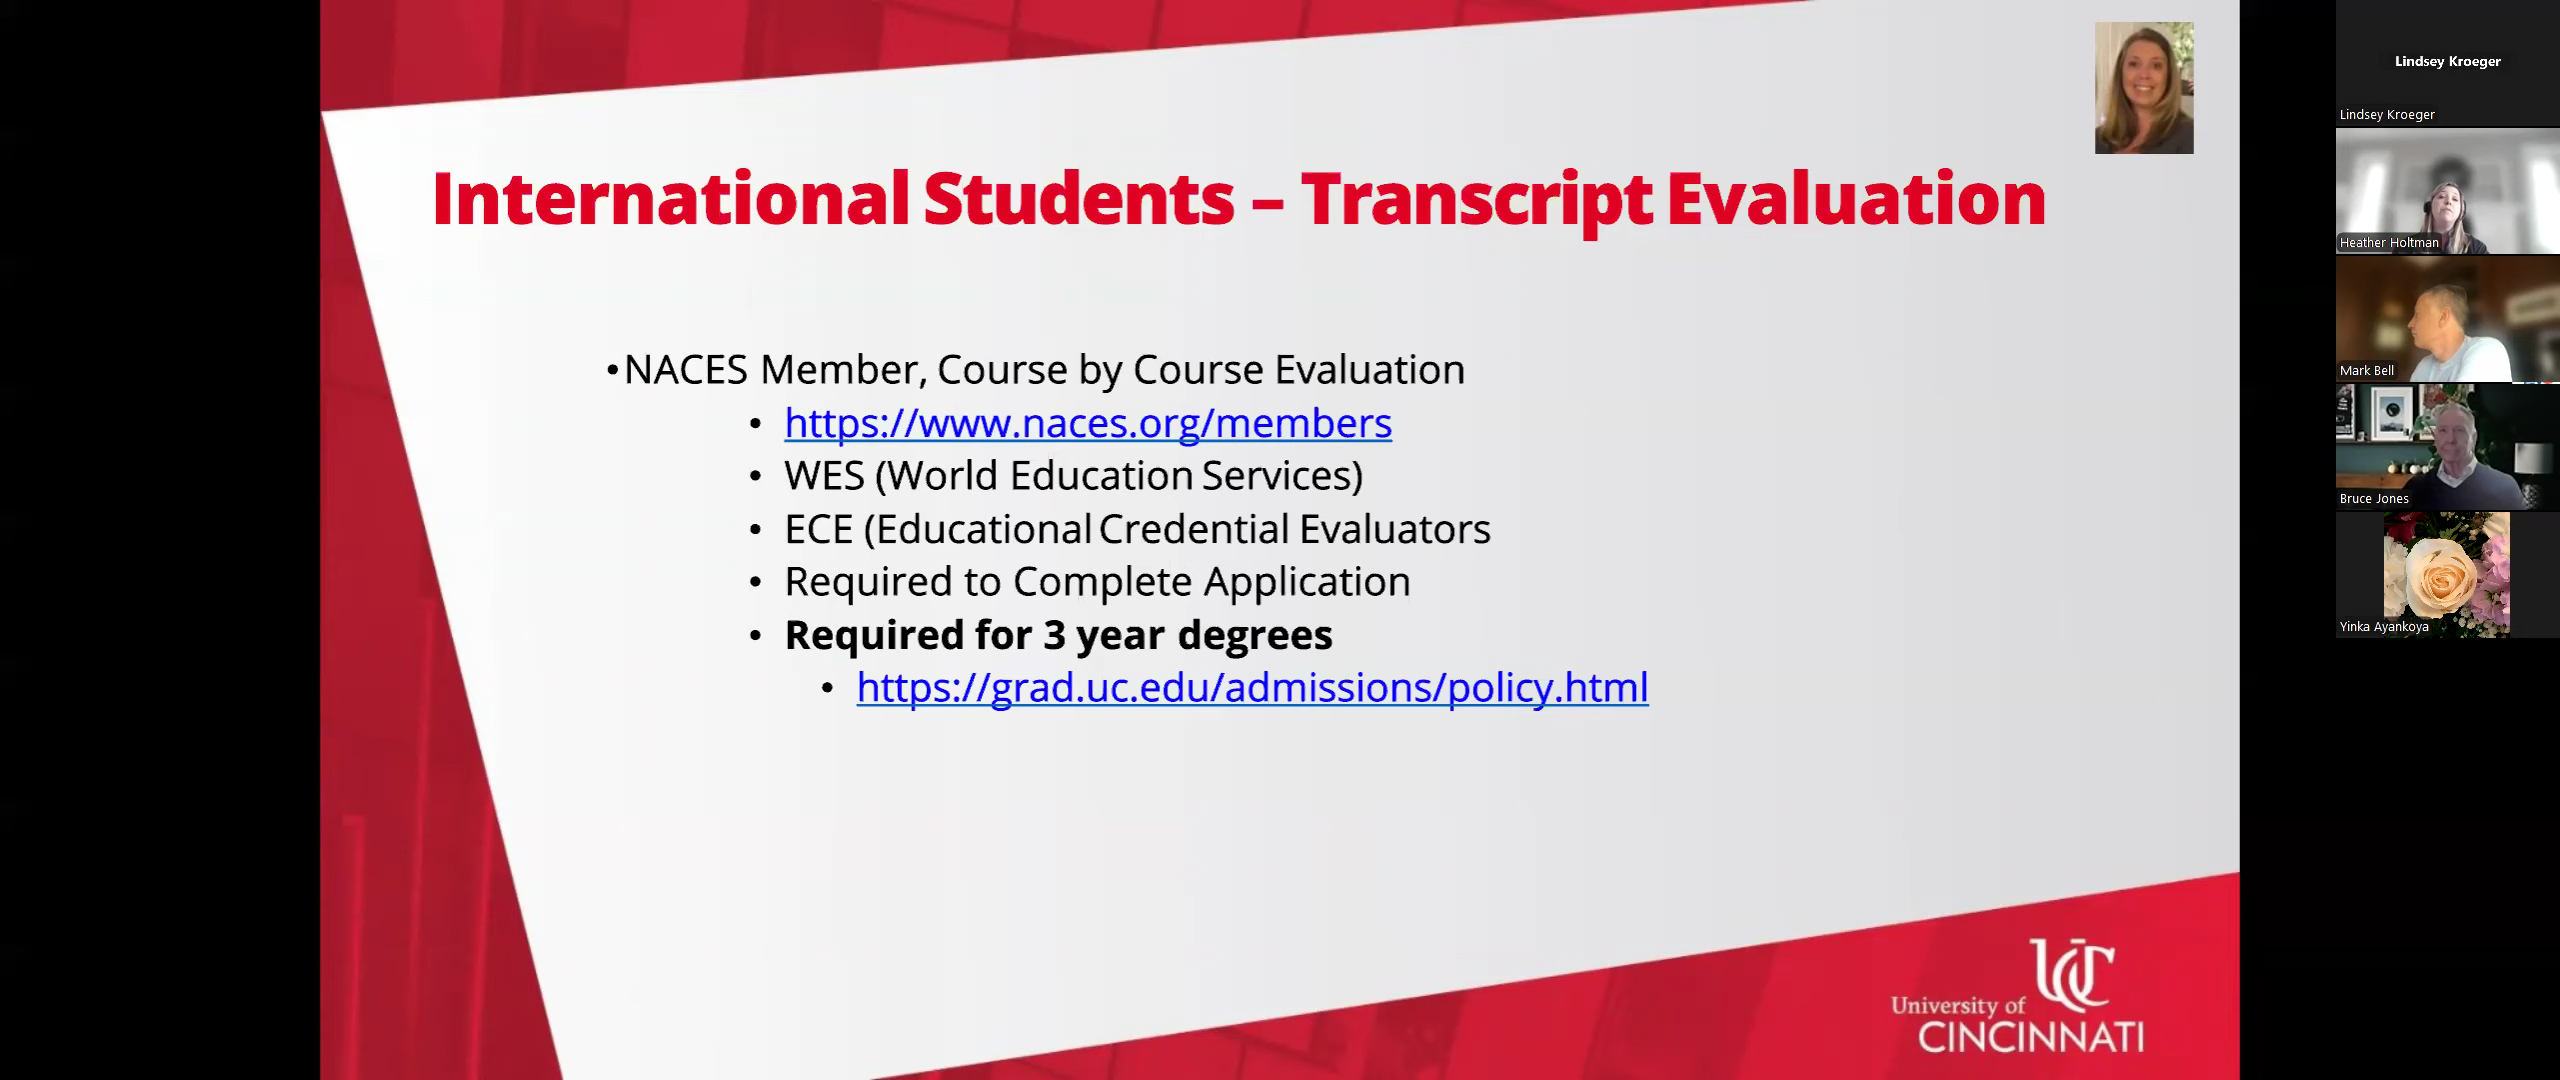 International Students – Transcript Evaluation
•NACES Member, Course by Course Evaluation
• https://www.naces.org/members
• WES (World Education Services)
• ECE (Educational Credential Evaluators
• Required to Complete Application
• Required for 3 year degrees
• https://grad.uc.edu/admissions/policy.html
UC
University of
CINCINNATI
Lindsey Kroeger
Lindsey Kroeger
Heather Holtman
Mark Bell
Bruce Jones
Yinka Ayankoya